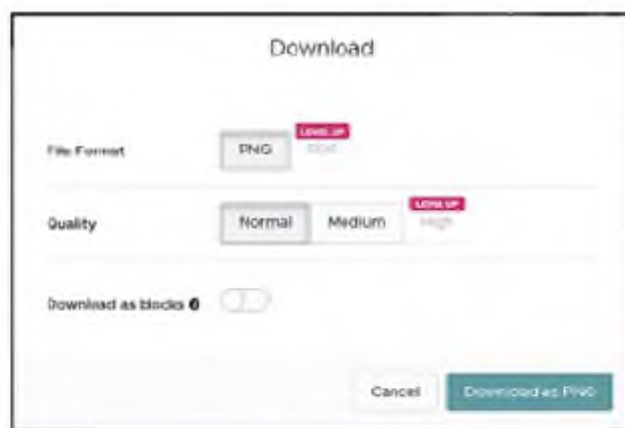 Download
LEVEL UP
File Format PNG PDF
LEVEL UP
Quality Normal Medium High
Download as blocks
Cancel Download as PNG